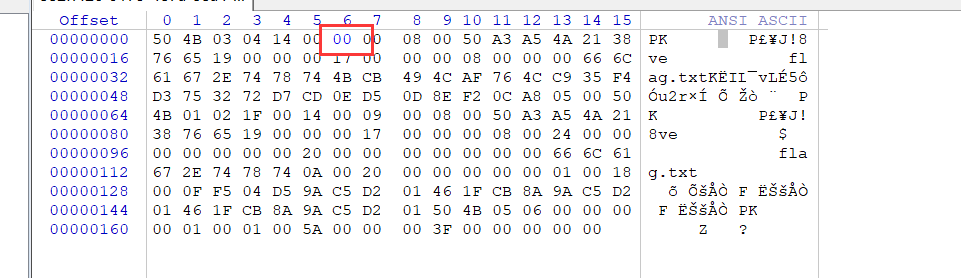 Offset 0 1 2 3 4 5 6 7 8 9 10 11 12 13 14 15 ANSI ASCII
00000000 50 4B 03 04 14 00 00 00 08 00 50 A3 A5 4A 21 38 PK P£¥J!8
00000016 76 65 19 00 00 00 17 00 00 00 08 00 00 00 66 6C ve fl
00000032 61 67 2E 74 78 74 4B CB 49 4C AF 76 4C C9 35 F4 ag.txtKËIL¯vLÉ5ô
00000048 D3 75 32 72 D7 CD 0E D5 0D 8E F2 0C A8 05 00 50 Óu2r×Í Õ Žò ¨ P
00000064 4B 01 02 1F 00 14 00 09 00 08 00 50 A3 A5 4A 21 K P£¥J!
00000080 38 76 65 19 00 00 00 17 00 00 00 08 00 24 00 00 8ve $
00000096 00 00 00 00 00 20 00 00 00 00 00 00 00 66 6C 61 fla
00000112 67 2E 74 78 74 0A 00 20 00 00 00 00 00 01 00 18 g.txt
00000128 00 0F F5 04 D5 9A C5 D2 01 46 1F CB 8A 9A C5 D2 õ ÕšÅÒ F ËŠšÅÒ
00000144 01 46 1F CB 8A 9A C5 D2 01 50 4B 05 06 00 00 00 F ËŠšÅÒ PK
00000160 00 01 00 01 00 5A 00 00 00 3F 00 00 00 00 00 Z ?